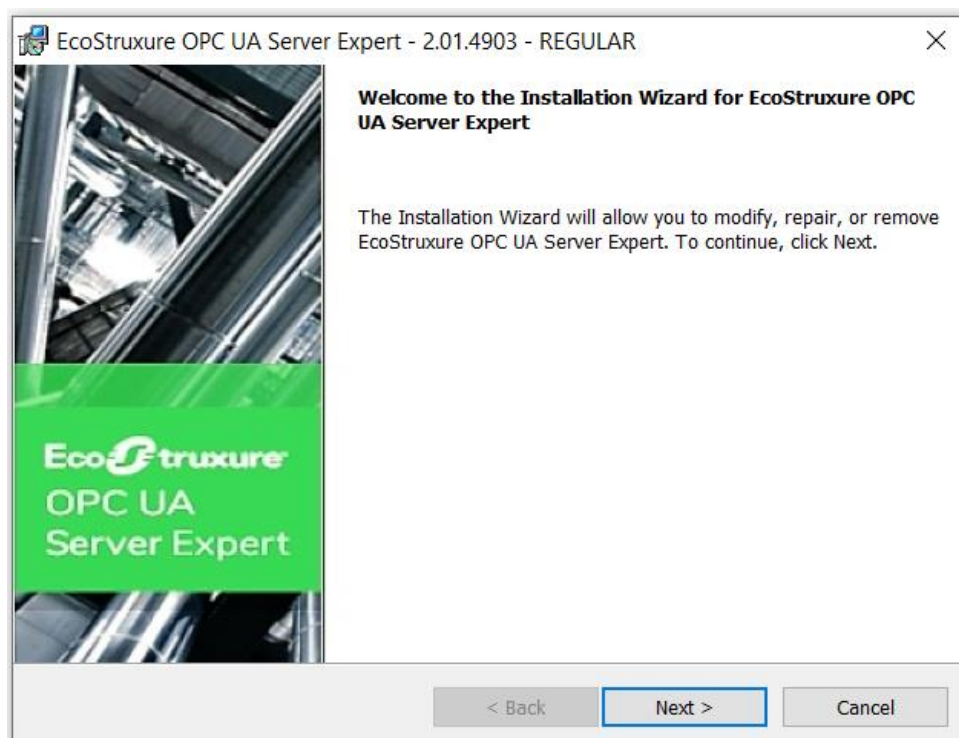 EcoStruxure OPC UA Server Expert - 2.01.4903 - REGULAR
Welcome to the Installation Wizard for EcoStruxure OPC
UA Server Expert
The Installation Wizard will allow you to modify, repair, or remove
EcoStruxure OPC UA Server Expert. To continue, click Next.
EcoStruxure
OPC UA
Server Expert
< Back
Next >
Cancel